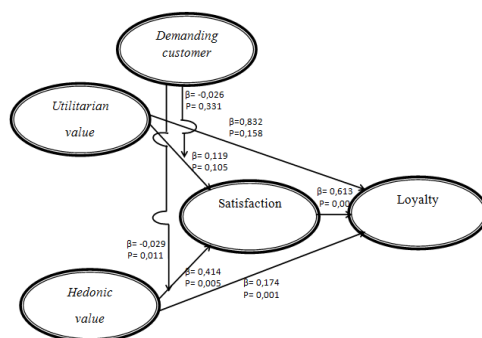 Demanding
customer
β= -0,026
P= 0,331
Utilitarian
value
β=0,832
P=0,158
β= 0,119
P= 0,105
Satisfaction
β= 0,613
P= 0,00
Loyalty
β= -0,029
P= 0,011
β= 0,414
P= 0,005
β= 0,174
P= 0,001
Hedonic
value